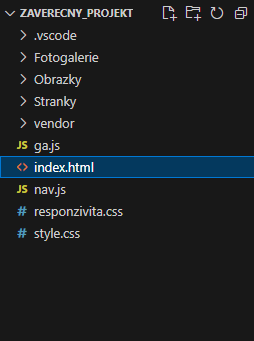 ZAVERECNY_PROJEKT
.vscode
Fotogalerie
Obrazky
Stranky
vendor
JS ga.js
<> index.html
JS nav.js
# responzivita.css
# style.css